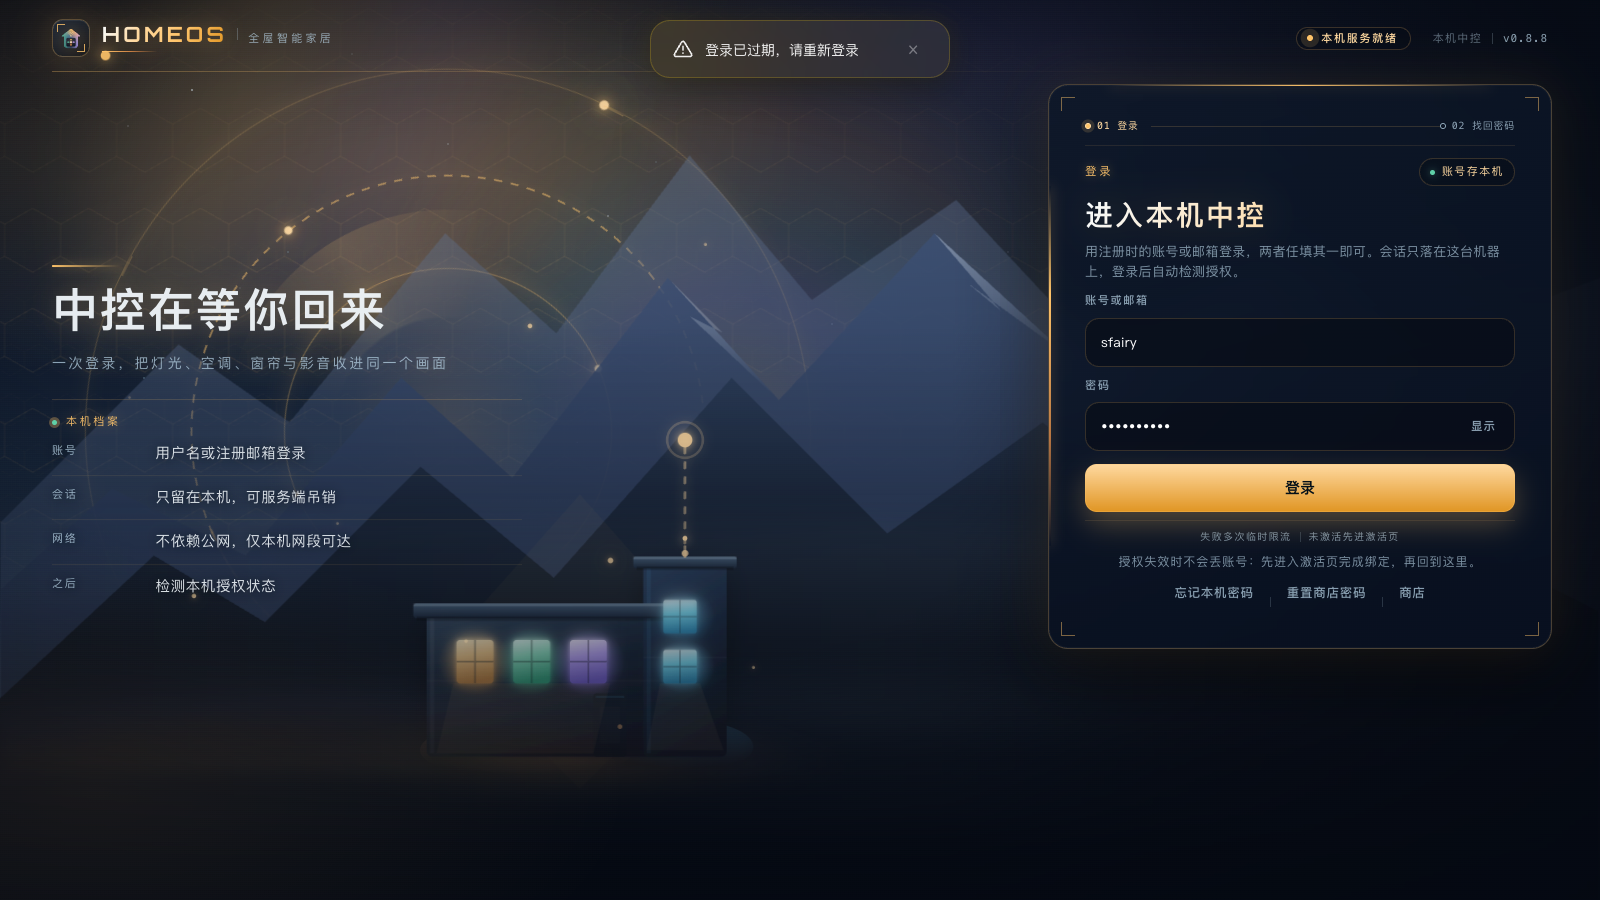 HOMEOS
全屋智能家居
登录已过期，请重新登录
本机服务就绪
本机中控
v0.8.8
中控在等你回来
一次登录，把灯光、空调、窗帘与影音收进同一个画面
本机档案
账号 用户名或注册邮箱登录
会话 只留在本机，可服务端吊销
网络 不依赖公网，仅本机网段可达
之后 检测本机授权状态
01 登录
02 找回密码
登录
账号存本机
进入本机中控
用注册时的账号或邮箱登录，两者任填其一即可。会话只落在这台机器
上，登录后自动检测授权。
账号或邮箱
sfairy
密码
••••••••••
显示
登录
失败多次临时限流
未激活先进激活页
授权失效时不会丢账号：先进入激活页完成绑定，再回到这里。
忘记本机密码
重置商店密码
商店